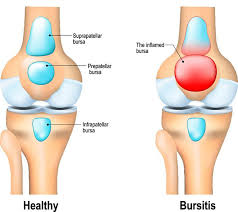 Suprapatellar
bursa
Prepatellar
bursa
Infrapatellar
bursa
The inflamed
bursa
Healthy
Bursitis